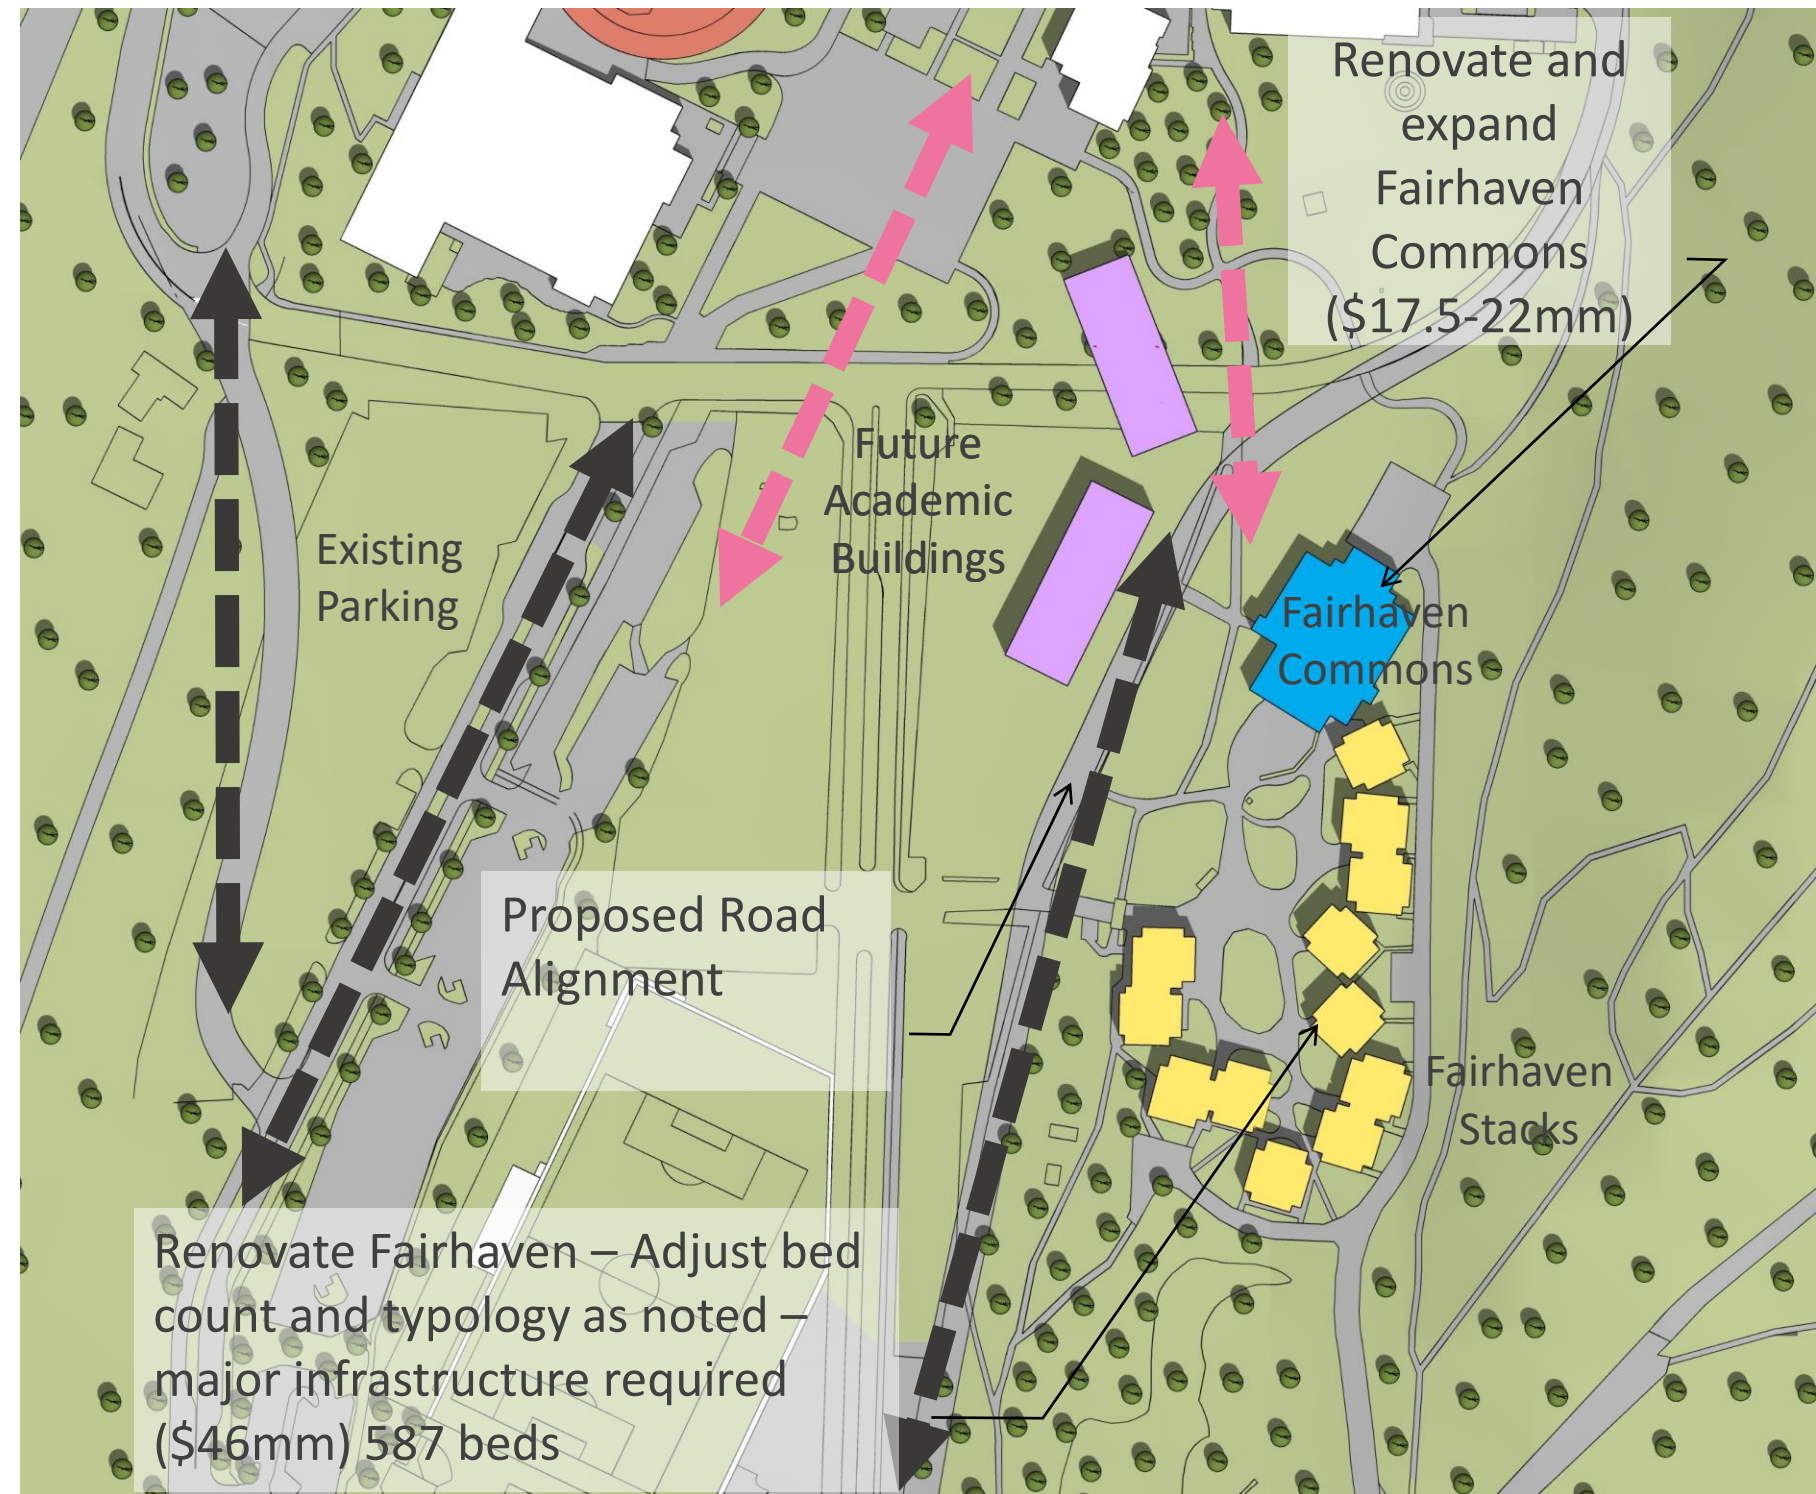 Renovate and
expand
Fairhaven
Commons
($17.5-22mm)
Future
Academic
Buildings
Existing
Parking
Fairhaven
Commons
Proposed Road
Alignment
Fairhaven
Stacks
Renovate Fairhaven – Adjust bed
count and typology as noted –
major infrastructure required
($46mm) 587 beds